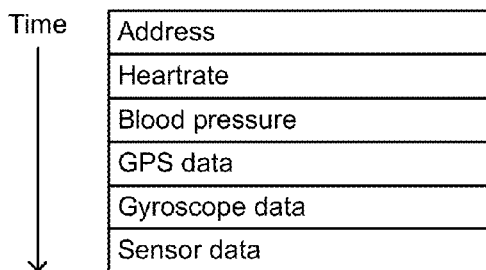 Time
Address
Heartrate
Blood pressure
GPS data
Gyroscope data
Sensor data